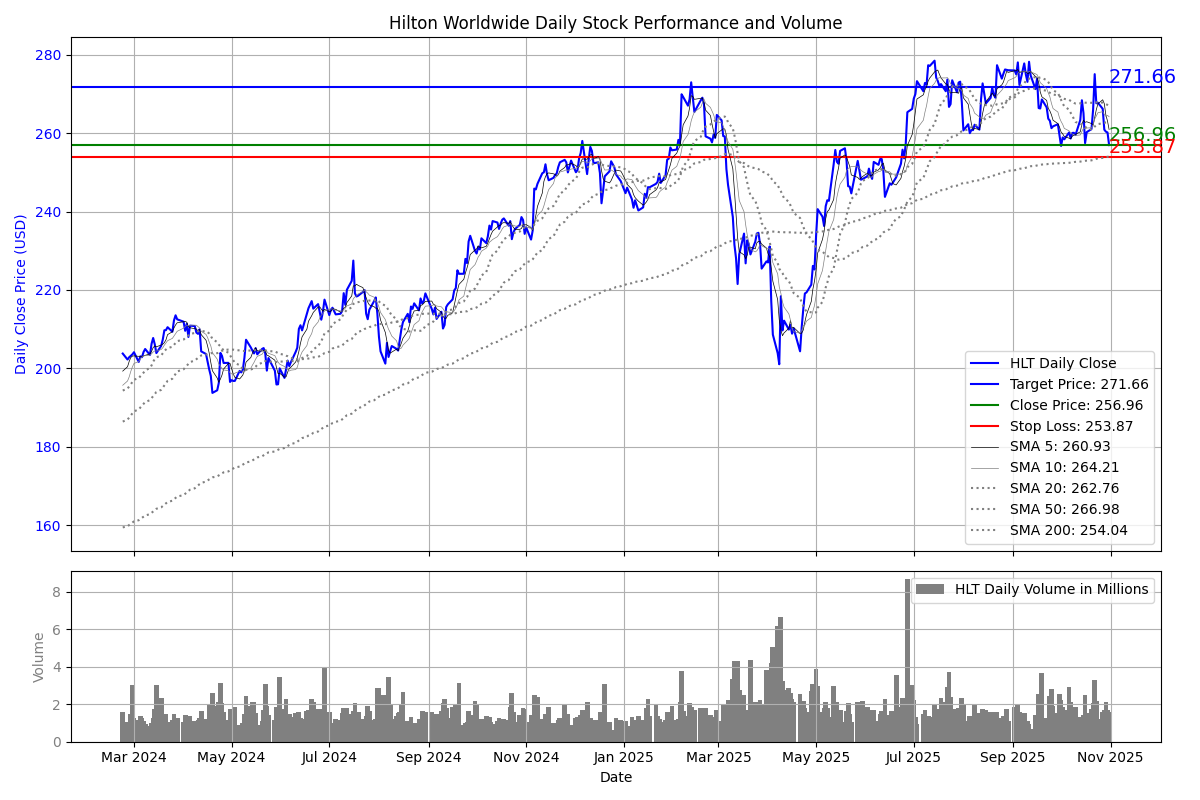 Hilton Worldwide Daily Stock Performance and Volume
Daily Close Price (USD)
280
260
240
220
200
180
160
271.66
256.96
253.87
HLT Daily Close
Target Price: 271.66
Close Price: 256.96
Stop Loss: 253.87
SMA 5: 260.93
SMA 10: 264.21
SMA 20: 262.76
SMA 50: 266.98
SMA 200: 254.04
Volume
8
6
4
2
0
HLT Daily Volume in Millions
Mar 2024 May 2024 Jul 2024 Sep 2024 Nov 2024 Jan 2025 Mar 2025 May 2025 Jul 2025 Sep 2025 Nov 2025
Date